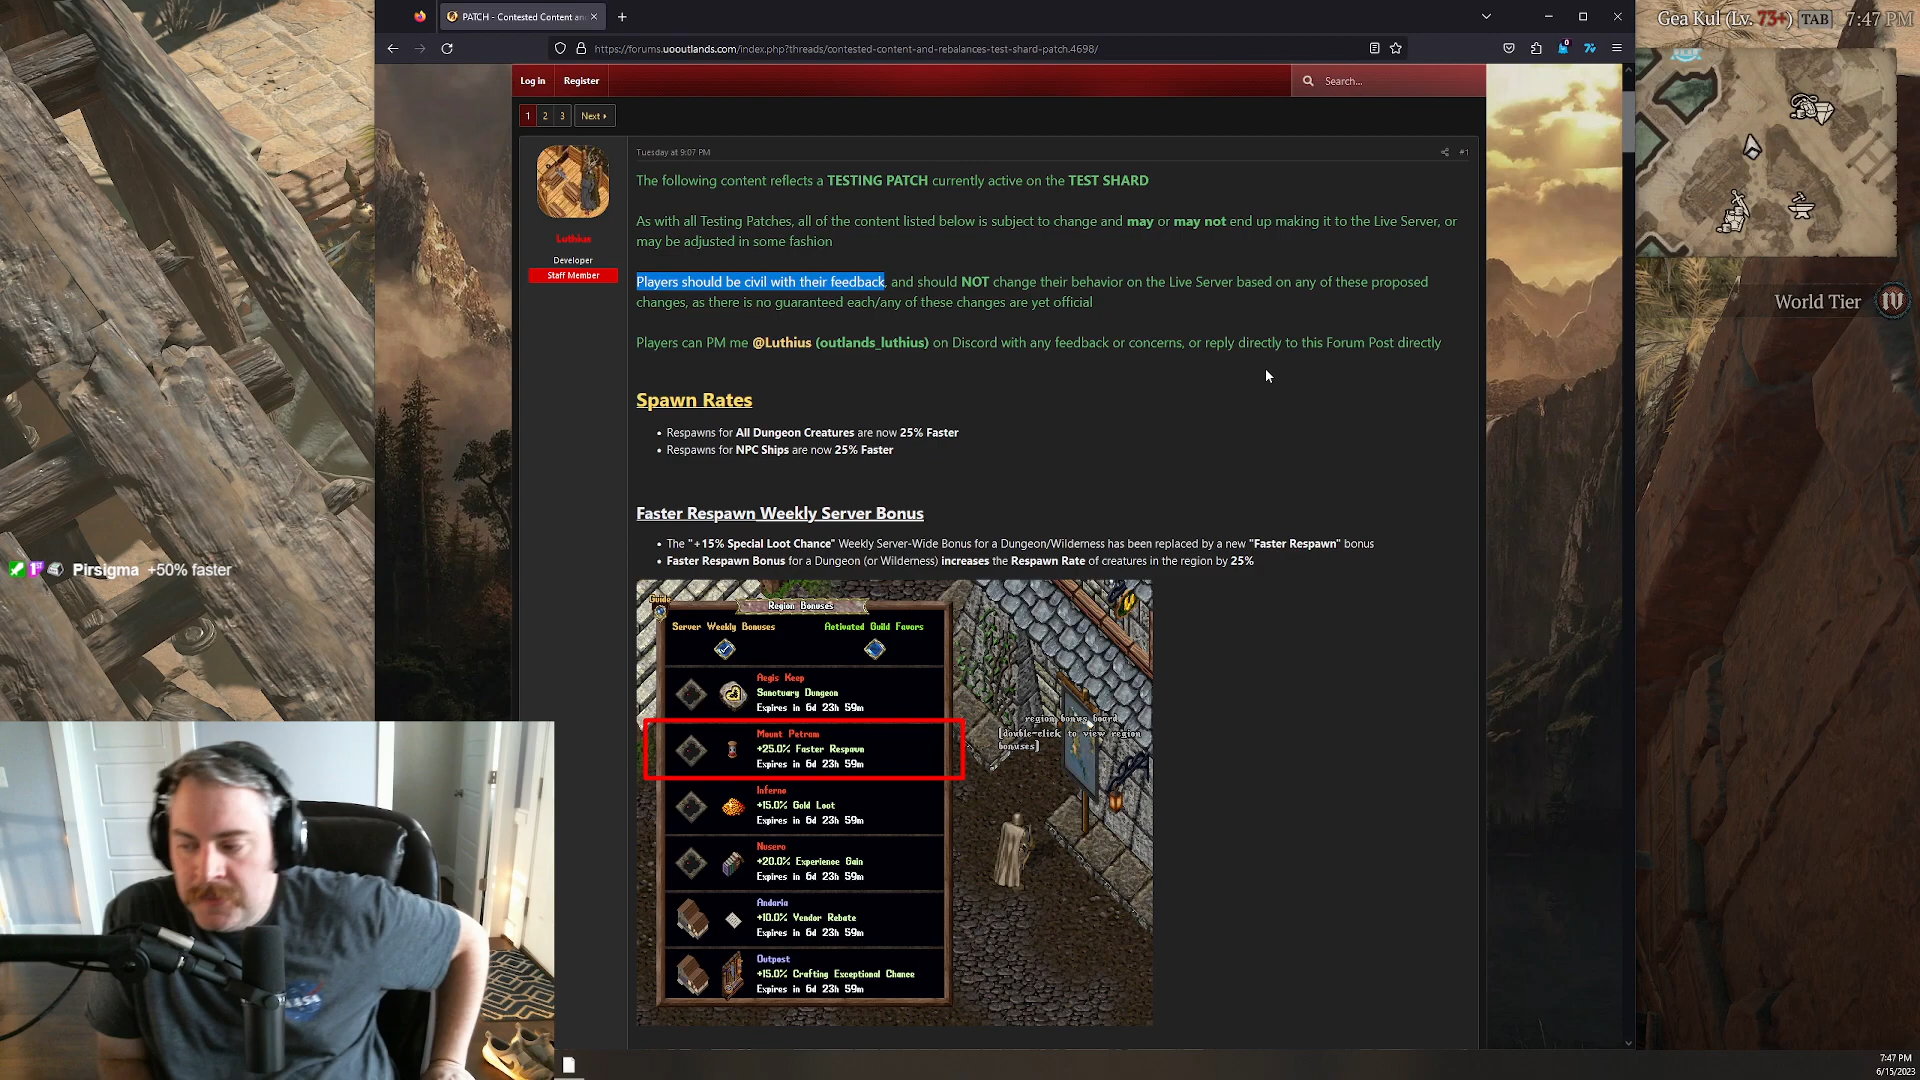 PATCH - Contested Content an
Gea Kul (Lv. 73+) TAB 7:47 PM
https://forums.uooutlands.com/index.php?threads/contested-content-and-rebalances-test-shard-patch.4698/
Log in Register
Search...
1 2 3 Next
Tuesday at 9:07 PM
#1
The following content reflects a TESTING PATCH currently active on the TEST SHARD
As with all Testing Patches, all of the content listed below is subject to change and may or may not end up making it to the Live Server, or
may be adjusted in some fashion
Luthius
Developer
Staff Member
Players should be civil with their feedback, and should NOT change their behavior on the Live Server based on any of these proposed
changes, as there is no guaranteed each/any of these changes are yet official
World Tier IV
Players can PM me @Luthius (outlands_luthius) on Discord with any feedback or concerns, or reply directly to this Forum Post directly
Spawn Rates
Respawns for All Dungeon Creatures are now 25% Faster
Respawns for NPC Ships are now 25% Faster
Faster Respawn Weekly Server Bonus
The "+15% Special Loot Chance" Weekly Server-Wide Bonus for a Dungeon/Wilderness has been replaced by a new "Faster Respawn" bonus
Faster Respawn Bonus for a Dungeon (or Wilderness) increases the Respawn Rate of creatures in the region by 25%
Pirsigma +50% faster
Guide
Region Bonuses
Server Weekly Bonuses Activated Guild Favors
Aegis Keep
Sanctuary Dungeon
Expires in 6d 23h 59m
Mount Petram
+25.0% Faster Respawn
Expires in 6d 23h 59m
region bonus board
[double-click to view region
bonuses]
Inferno
+15.0% Gold Loot
Expires in 6d 23h 59m
Nusero
+20.0% Experience Gain
Expires in 6d 23h 59m
Andaria
+10.0% Vendor Rebate
Expires in 6d 23h 59m
Outpost
+15.0% Crafting Exceptional Chance
Expires in 6d 23h 59m
NASA
7:47 PM
6/15/2023